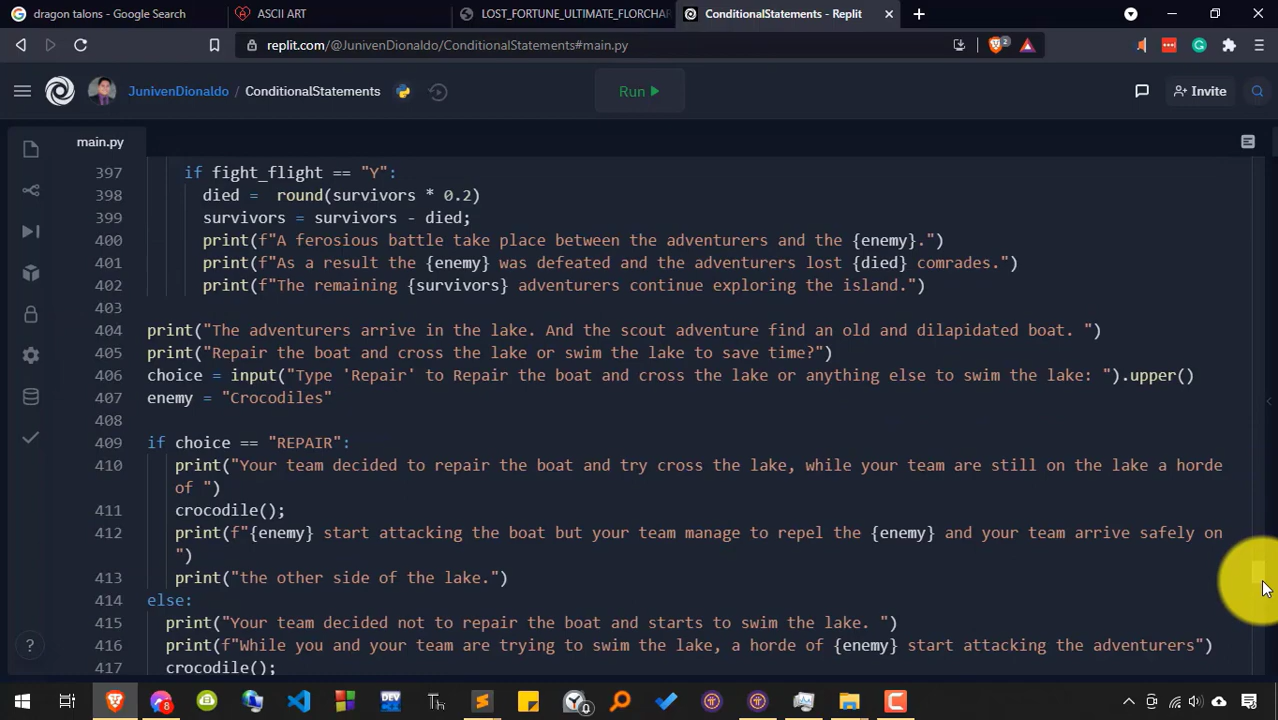 dragon talons - Google Search
ASCII ART
LOST_FORTUNE_ULTIMATE_FLORCHAR
ConditionalStatements - Replit
replit.com/@JunivenDionaldo/ConditionalStatements#main.py
2
JunivenDionaldo / ConditionalStatements
Run
Invite
main.py
397 if fight_flight == "Y":
398 died =  round(survivors * 0.2)
399 survivors = survivors - died;
400 print(f"A ferosious battle take place between the adventurers and the {enemy}.")
401 print(f"As a result the {enemy} was defeated and the adventurers lost {died} comrades.")
402 print(f"The remaining {survivors} adventurers continue exploring the island.")
403
404 print("The adventurers arrive in the lake. And the scout adventure find an old and dilapidated boat. ")
405 print("Repair the boat and cross the lake or swim the lake to save time?")
406 choice = input("Type 'Repair' to Repair the boat and cross the lake or anything else to swim the lake: ").upper()
407 enemy = "Crocodiles"
408
409 if choice == "REPAIR":
410 print("Your team decided to repair the boat and try cross the lake, while your team are still on the lake a horde
of ")
411 crocodile();
412 print(f"{enemy} start attacking the boat but your team manage to repel the {enemy} and your team arrive safely on
")
413 print("the other side of the lake.")
414 else:
415 print("Your team decided not to repair the boat and starts to swim the lake. ")
416 print(f"While you and your team are trying to swim the lake, a horde of {enemy} start attacking the adventurers")
417 crocodile();
?
8
DEV